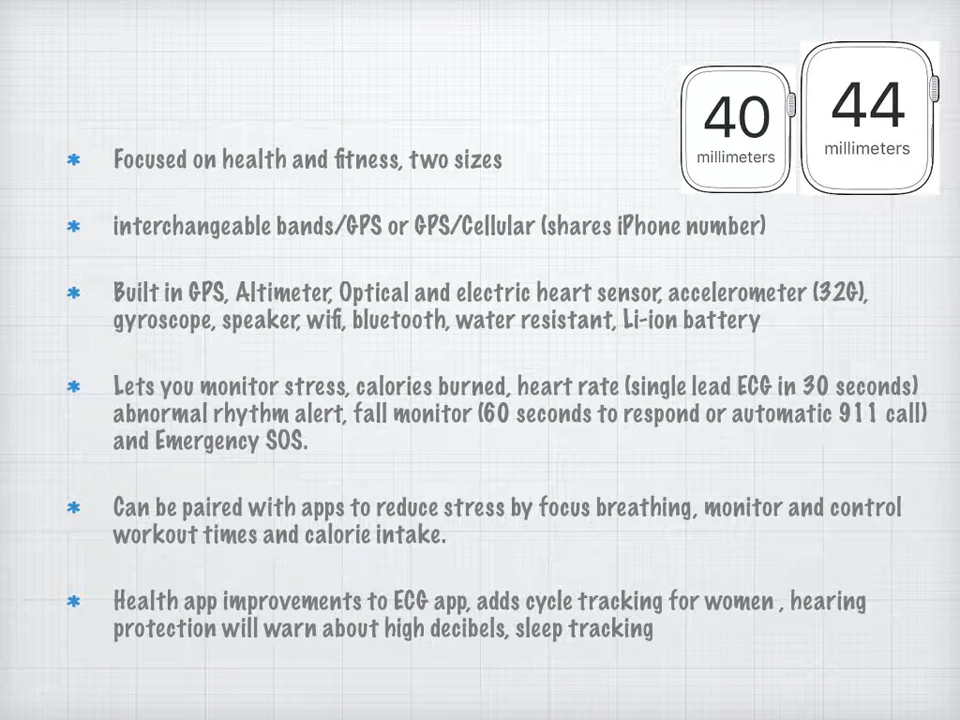 40
millimeters
44
millimeters
* Focused on health and fitness, two sizes
* interchangeable bands/GPS or GPS/Cellular (shares iPhone number)
* Built in GPS, Altimeter, Optical and electric heart sensor, accelerometer (32G),
gyroscope, speaker, wifi, bluetooth, water resistant, Li-ion battery
* Lets you monitor stress, calories burned, heart rate (single lead ECG in 30 seconds)
abnormal rhythm alert, fall monitor (60 seconds to respond or automatic 911 call)
and Emergency SOS.
* Can be paired with apps to reduce stress by focus breathing, monitor and control
workout times and calorie intake.
* Health app improvements to ECG app, adds cycle tracking for women , hearing
protection will warn about high decibels, sleep tracking